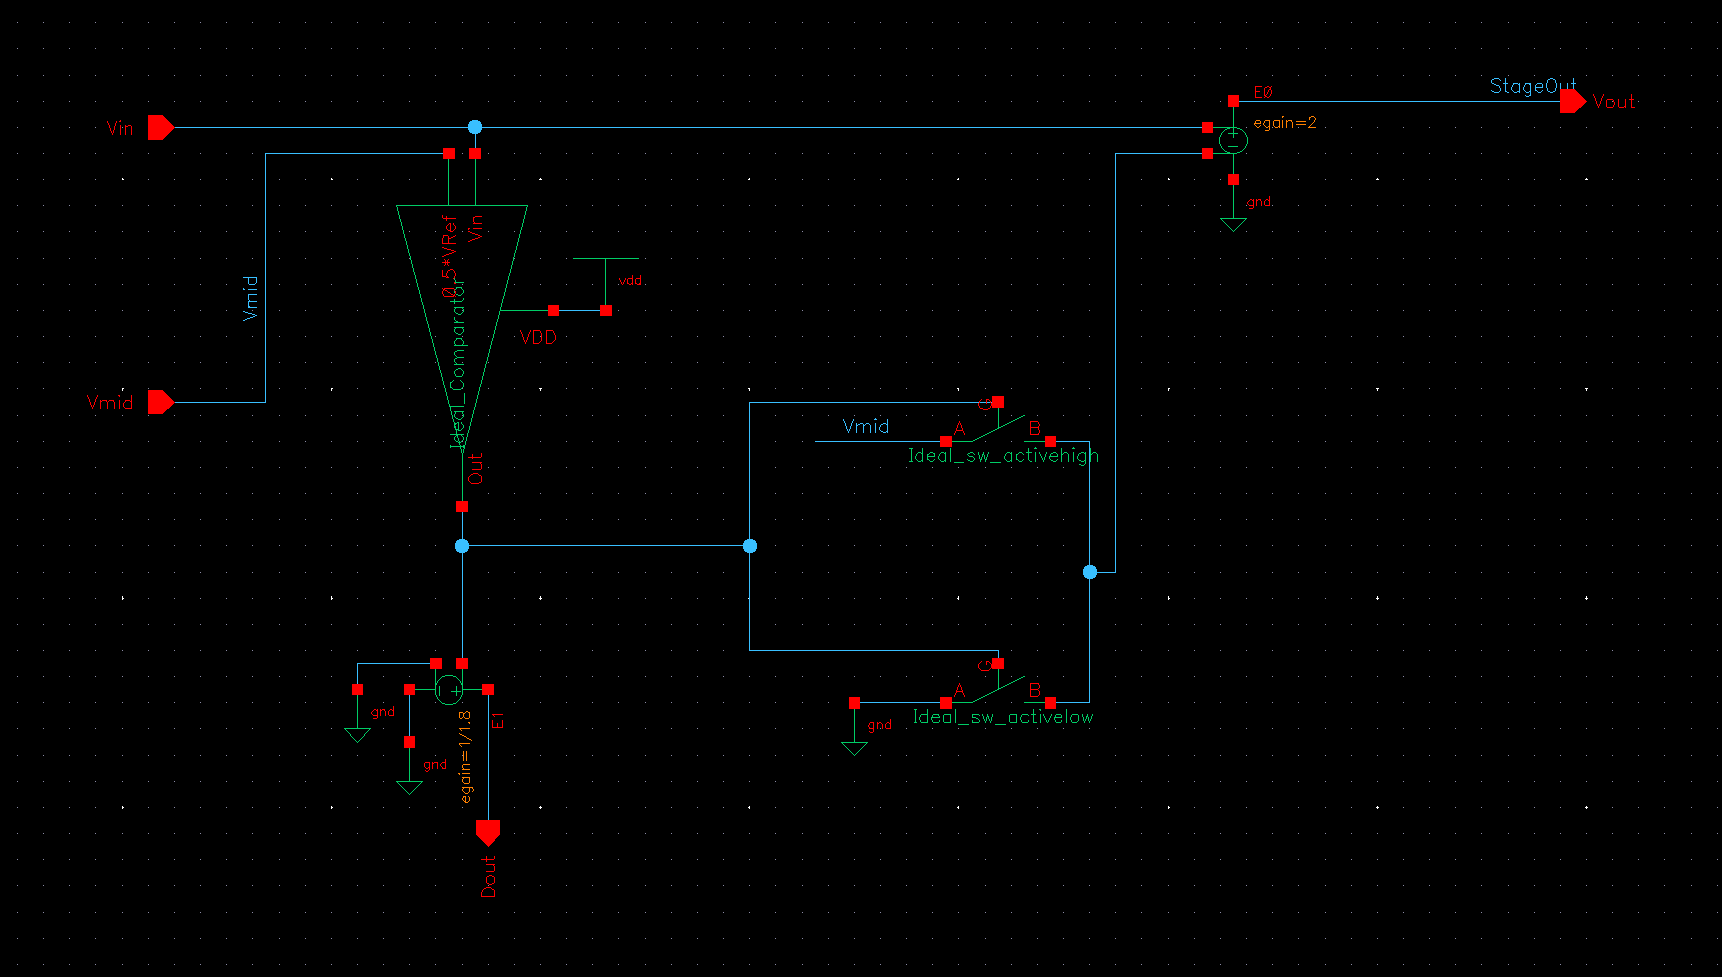 StageOut
E0
Vout
egain=2
Vin
gnd
0.5*VRef
Vin
Ideal_Comparator
vdd
VDD
Vmid
Vmid
G
Vmid
A
B
Ideal_sw_activehigh
Out
G
A
B
Ideal_sw_activelow
gnd
gnd
gnd
E1
egain=1/1.8
Dout